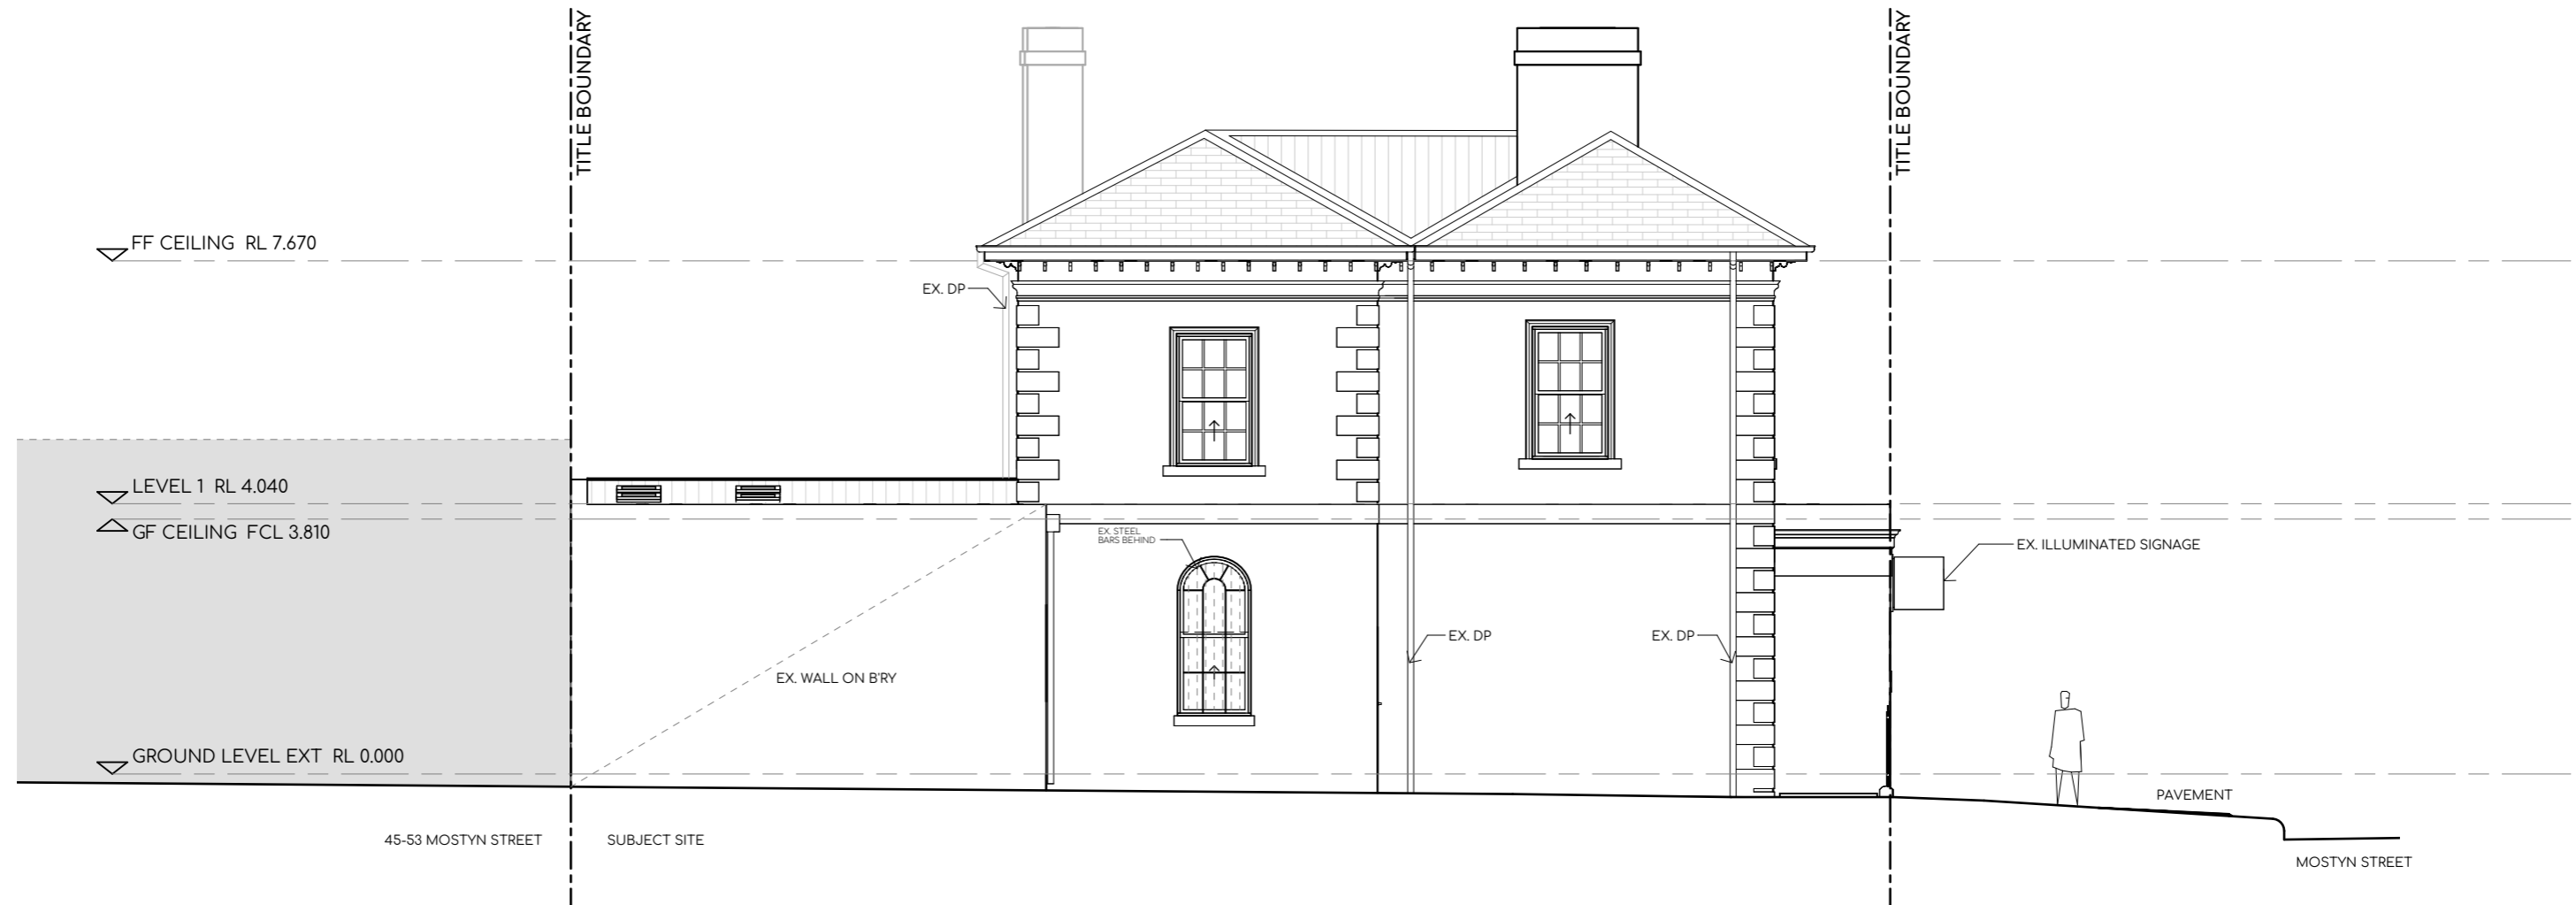 TITLE BOUNDARY
TITLE BOUNDARY
FF CEILING RL 7.670
EX. DP
LEVEL 1 RL 4.040
GF CEILING FCL 3.810
EX. STEEL
BARS BEHIND
EX. ILLUMINATED SIGNAGE
EX. DP
EX. DP
EX. WALL ON B'RY
GROUND LEVEL EXT RL 0.000
PAVEMENT
45-53 MOSTYN STREET
SUBJECT SITE
MOSTYN STREET